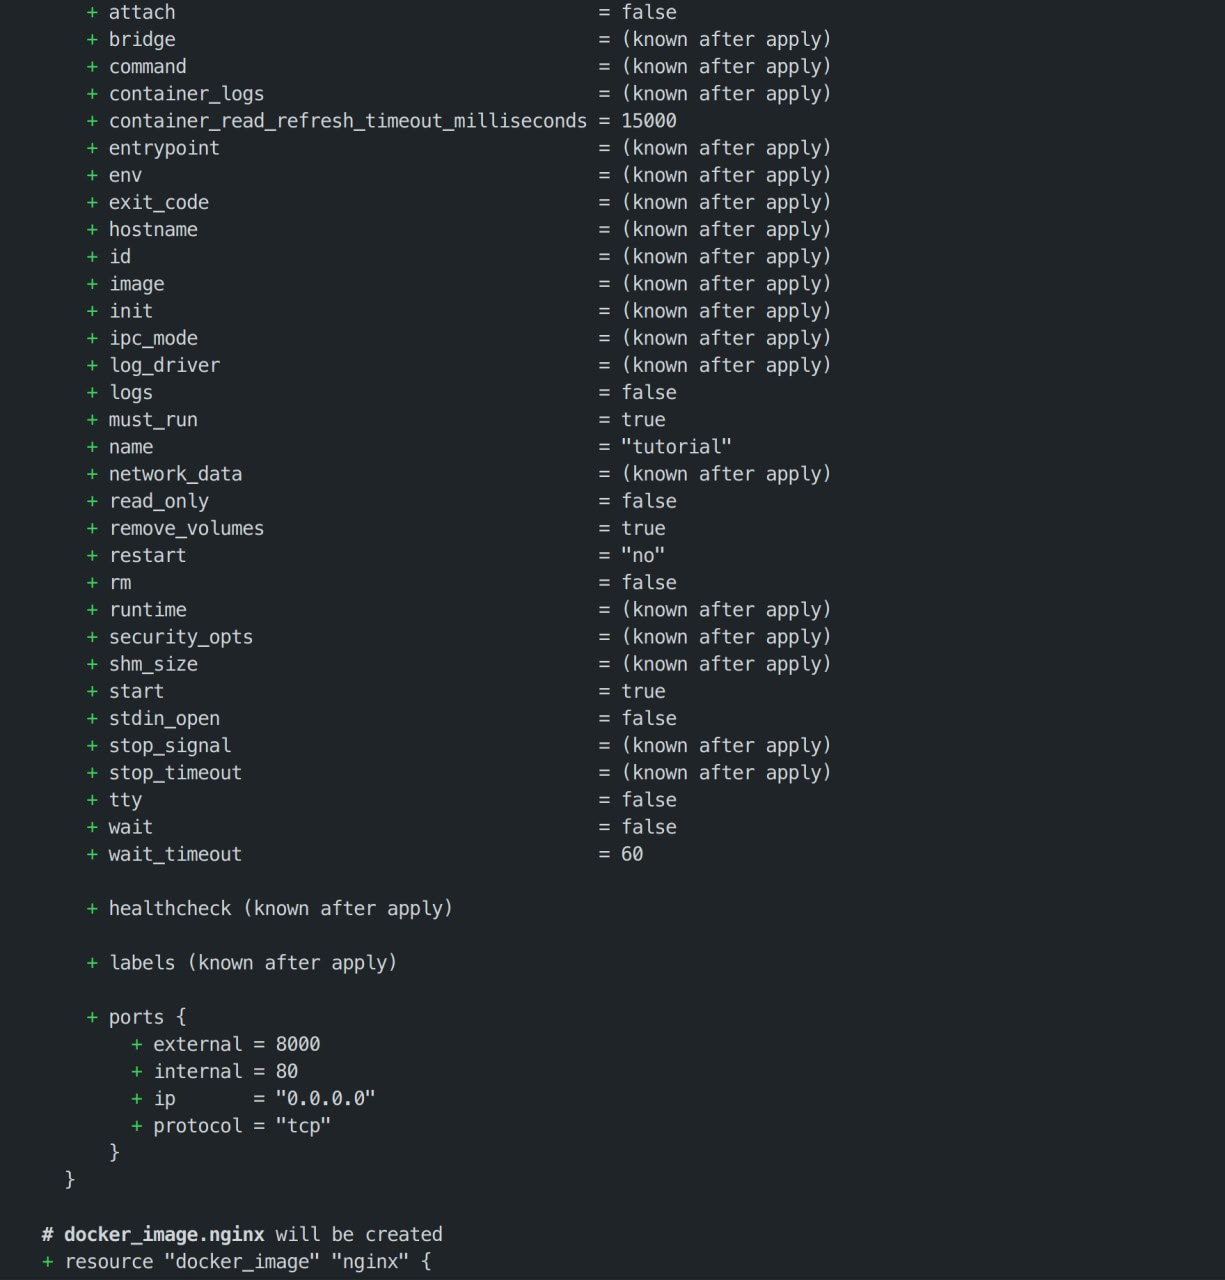 + attach                                      = false
+ bridge                                      = (known after apply)
+ command                                     = (known after apply)
+ container_logs                              = (known after apply)
+ container_read_refresh_timeout_milliseconds = 15000
+ entrypoint                                  = (known after apply)
+ env                                         = (known after apply)
+ exit_code                                   = (known after apply)
+ hostname                                    = (known after apply)
+ id                                          = (known after apply)
+ image                                       = (known after apply)
+ init                                        = (known after apply)
+ ipc_mode                                    = (known after apply)
+ log_driver                                  = (known after apply)
+ logs                                        = false
+ must_run                                    = true
+ name                                        = "tutorial"
+ network_data                                = (known after apply)
+ read_only                                   = false
+ remove_volumes                              = true
+ restart                                     = "no"
+ rm                                          = false
+ runtime                                     = (known after apply)
+ security_opts                               = (known after apply)
+ shm_size                                    = (known after apply)
+ start                                       = true
+ stdin_open                                  = false
+ stop_signal                                 = (known after apply)
+ stop_timeout                                = (known after apply)
+ tty                                         = false
+ wait                                        = false
+ wait_timeout                                = 60
+ healthcheck (known after apply)
+ labels (known after apply)
+ ports {
+ external = 8000
+ internal = 80
+ ip       = "0.0.0.0"
+ protocol = "tcp"
}
}
# docker_image.nginx will be created
+ resource "docker_image" "nginx" {